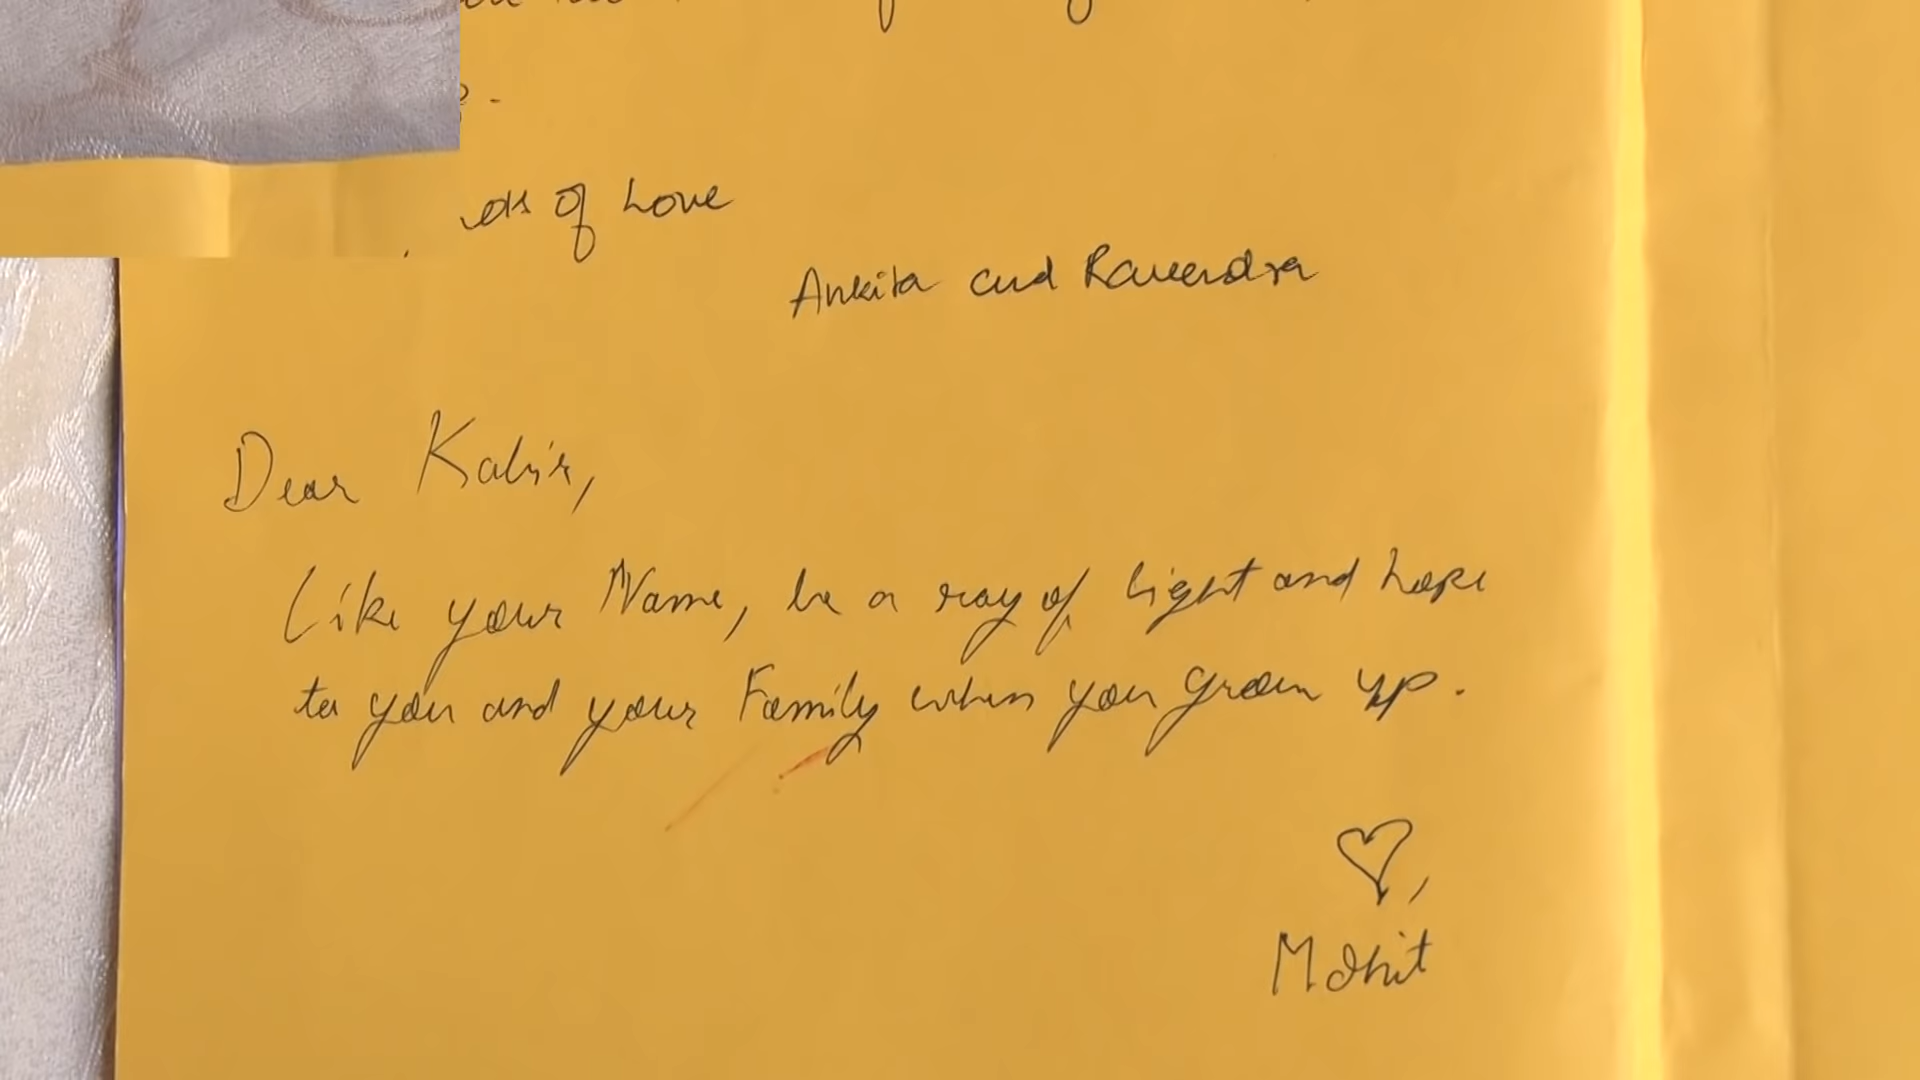 of Love
Ankita and Ravendra
Dear Kabir,
Like your Name, be a ray of light and hope
to you and your Family when you grow up.
♡,
Mohit